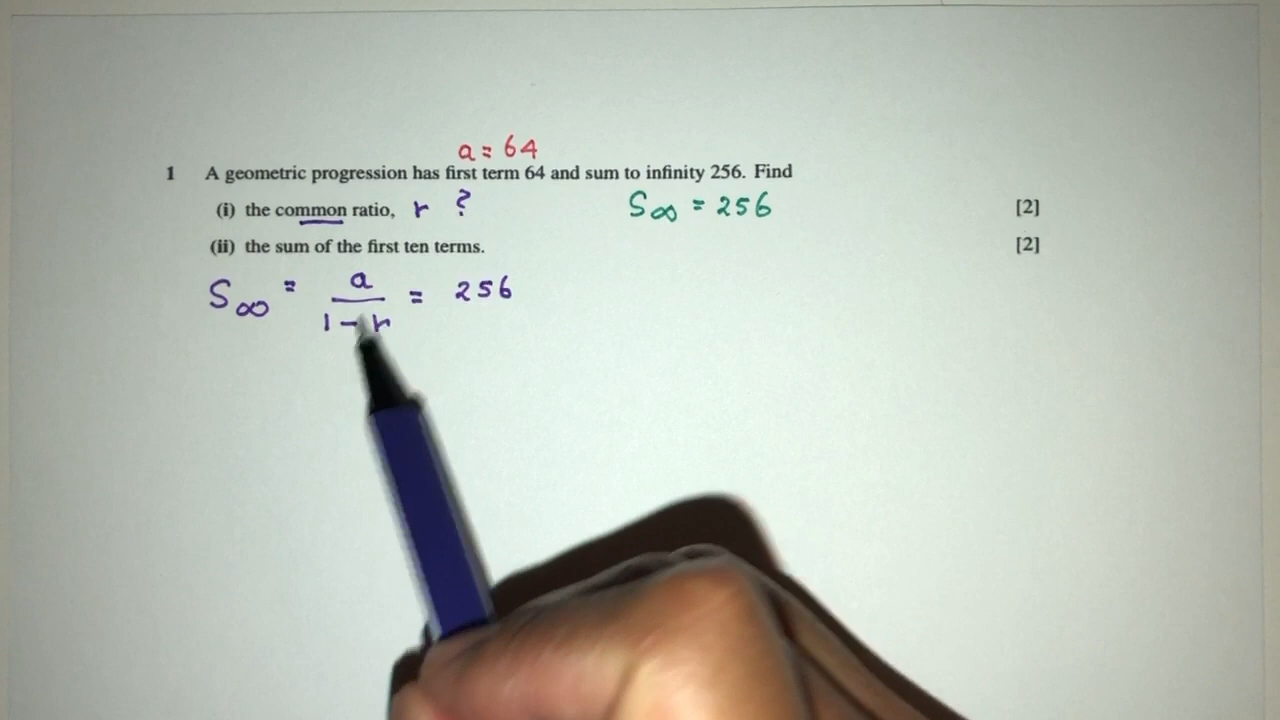 a = 64
1 A geometric progression has first term 64 and sum to infinity 256. Find
(i) the common ratio, r ? S∞ = 256 [2]
(ii) the sum of the first ten terms. [2]
S∞ = a/(1-r) = 256